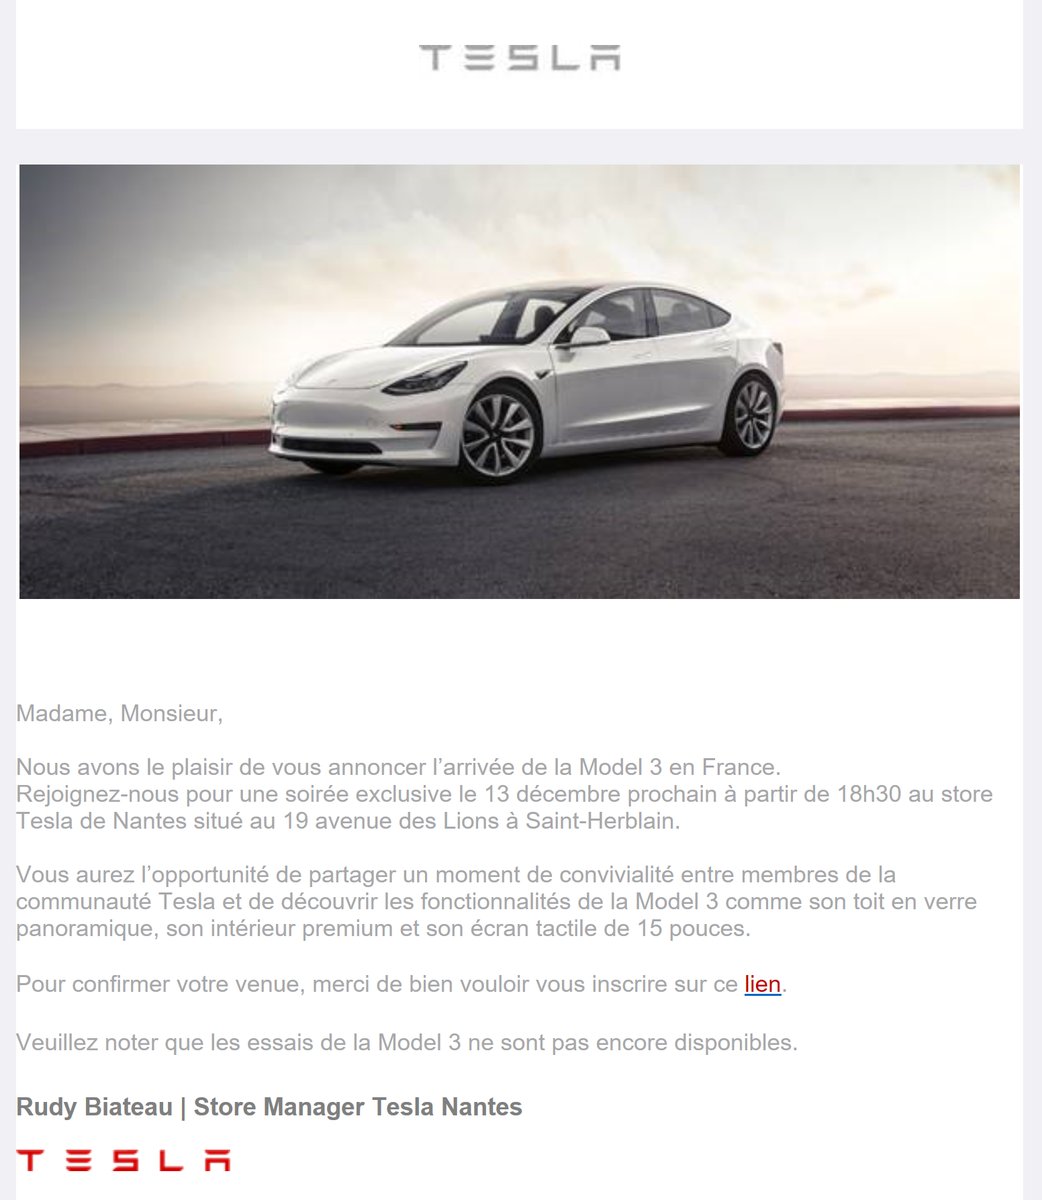 TESLA
Madame, Monsieur,
Nous avons le plaisir de vous annoncer l’arrivée de la Model 3 en France.
Rejoignez-nous pour une soirée exclusive le 13 décembre prochain à partir de 18h30 au store
Tesla de Nantes situé au 19 avenue des Lions à Saint-Herblain.
Vous aurez l’opportunité de partager un moment de convivialité entre membres de la
communauté Tesla et de découvrir les fonctionnalités de la Model 3 comme son toit en verre
panoramique, son intérieur premium et son écran tactile de 15 pouces.
Pour confirmer votre venue, merci de bien vouloir vous inscrire sur ce lien.
Veuillez noter que les essais de la Model 3 ne sont pas encore disponibles.
Rudy Biateau | Store Manager Tesla Nantes
TESLA